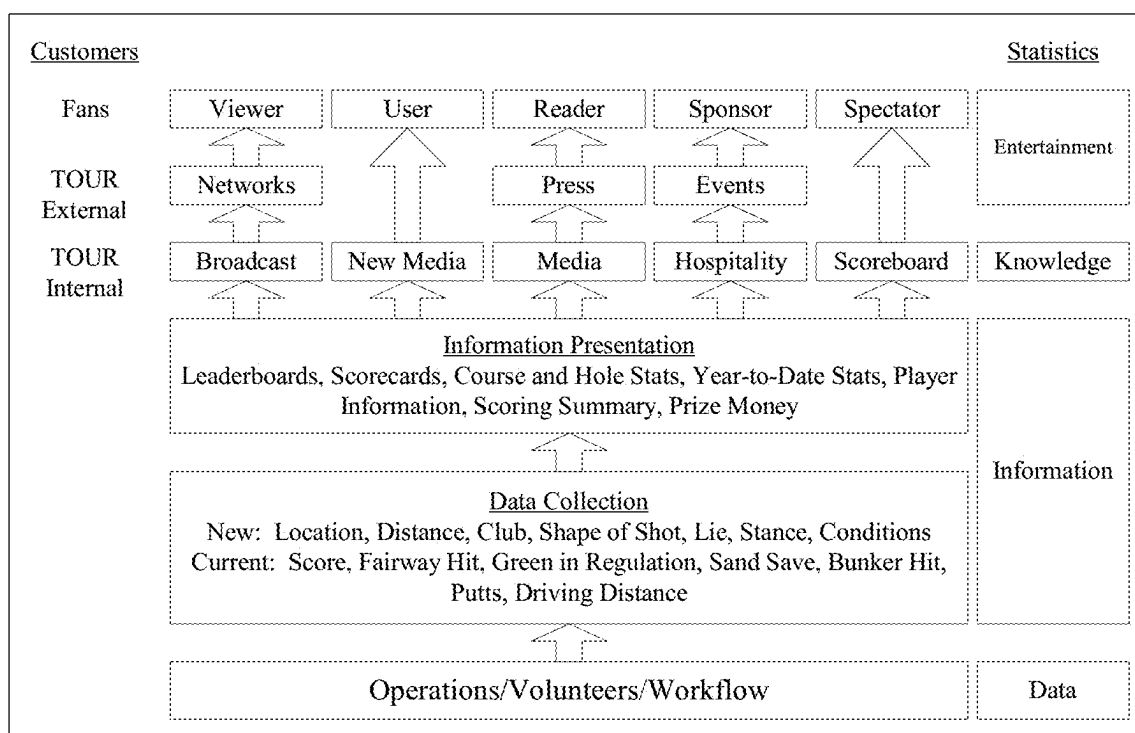 Customers
Statistics
Fans
Viewer
User
Reader
Sponsor
Spectator
Entertainment
TOUR
External
Networks
Press
Events
TOUR
Internal
Broadcast
New Media
Media
Hospitality
Scoreboard
Knowledge
Information Presentation
Leaderboards, Scorecards, Course and Hole Stats, Year-to-Date Stats, Player
Information, Scoring Summary, Prize Money
Information
Data Collection
New: Location, Distance, Club, Shape of Shot, Lie, Stance, Conditions
Current: Score, Fairway Hit, Green in Regulation, Sand Save, Bunker Hit,
Putts, Driving Distance
Operations/Volunteers/Workflow
Data